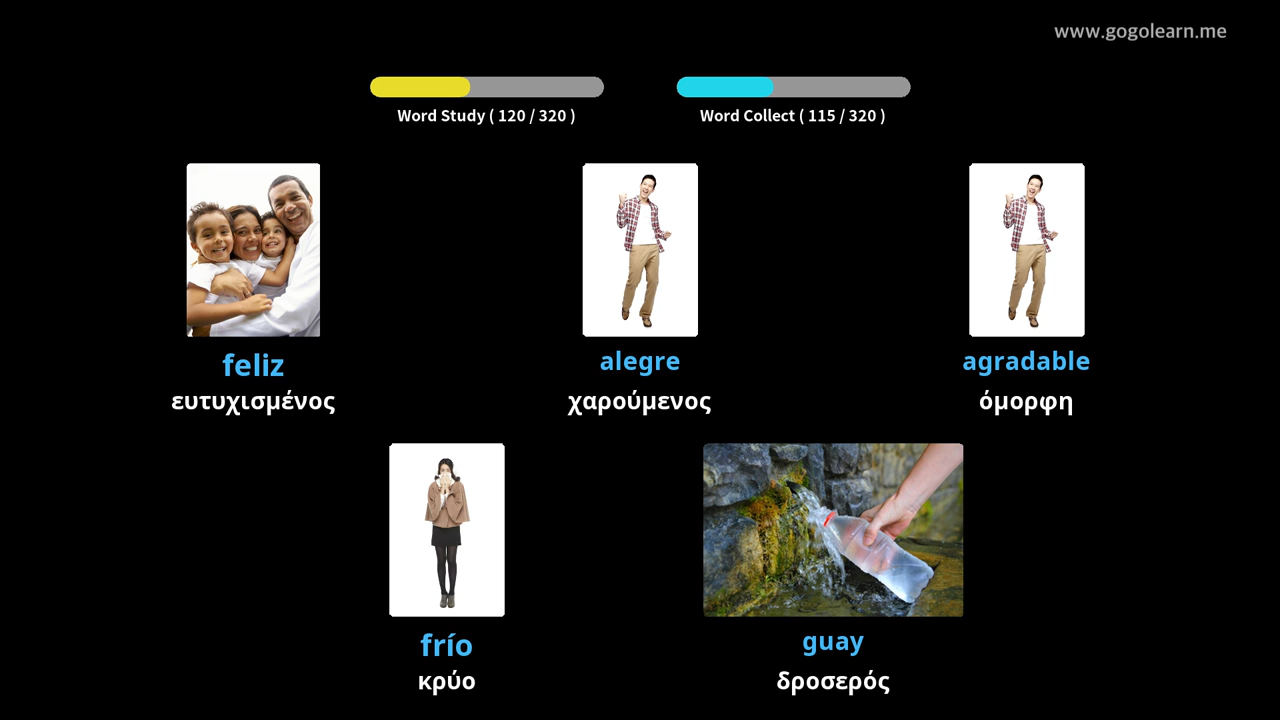 www.gogolearn.me
Word Study ( 120 / 320 )
Word Collect ( 115 / 320 )
feliz
ευτυχισμένος
alegre
χαρούμενος
agradable
όμορφη
frío
κρύο
guay
δροσερός